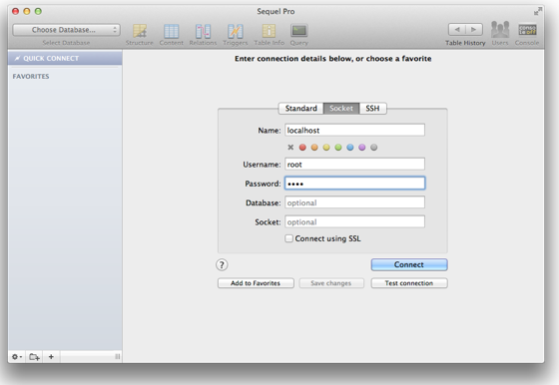 Sequel Pro
Choose Database...
Select Database
Structure Content Relations Triggers Table Info Query
Table History Users Console
QUICK CONNECT
FAVORITES
Enter connection details below, or choose a favorite
Standard Socket SSH
Name: localhost
Username: root
Password: ••••
Database: optional
Socket: optional
Connect using SSL
? Connect
Add to Favorites Save changes Test connection